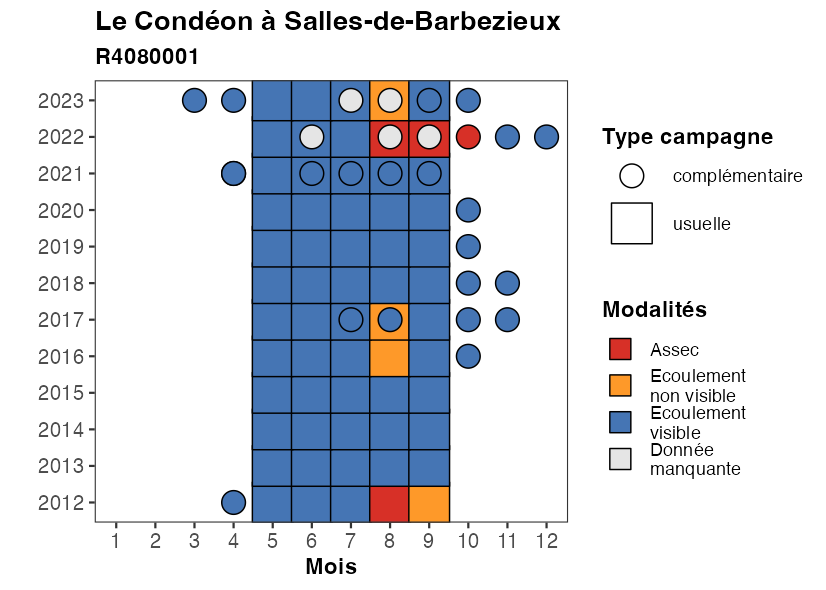 Le Condéon à Salles-de-Barbezieux
R4080001
2023
2022
2021
2020
2019
2018
2017
2016
2015
2014
2013
2012
1 2 3 4 5 6 7 8 9 10 11 12
Mois
Type campagne
complémentaire
usuelle
Modalités
Assec
Ecoulement
non visible
Ecoulement
visible
Donnée
manquante